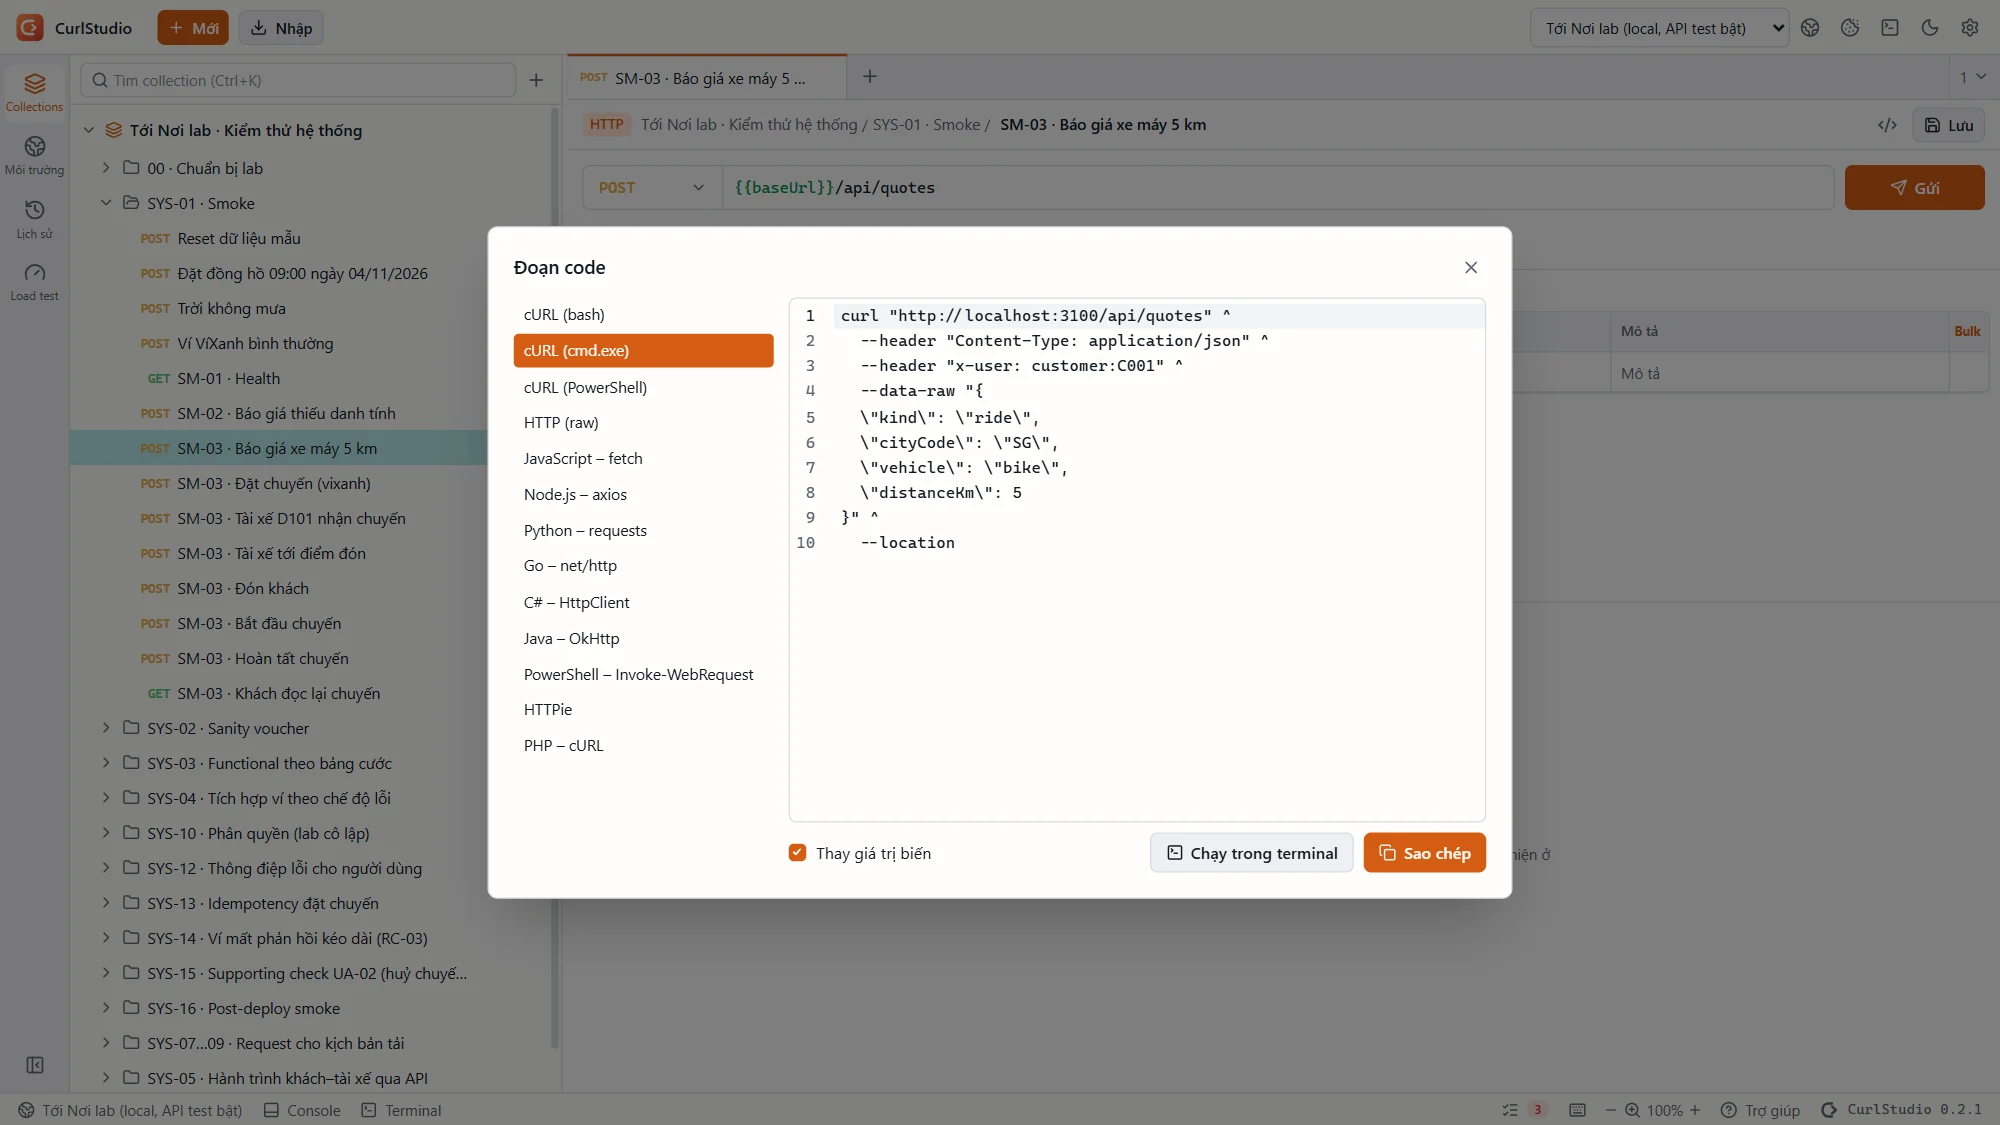 CurlStudio
Mới
Nhập
Tới Nơi lab (local, API test bật)
Collections
Môi trường
Lịch sử
Load test
Tìm collection (Ctrl+K)
Tới Nơi lab · Kiểm thử hệ thống
00 · Chuẩn bị lab
SYS-01 · Smoke
POST Reset dữ liệu mẫu
POST Đặt đồng hồ 09:00 ngày 04/11/2026
POST Trời không mưa
POST Ví ViXanh bình thường
GET SM-01 · Health
POST SM-02 · Báo giá thiếu danh tính
POST SM-03 · Báo giá xe máy 5 km
POST SM-03 · Đặt chuyến (vixanh)
POST SM-03 · Tài xế D101 nhận chuyến
POST SM-03 · Tài xế tới điểm đón
POST SM-03 · Đón khách
POST SM-03 · Bắt đầu chuyến
POST SM-03 · Hoàn tất chuyến
GET SM-03 · Khách đọc lại chuyến
SYS-02 · Sanity voucher
SYS-03 · Functional theo bảng cước
SYS-04 · Tích hợp ví theo chế độ lỗi
SYS-10 · Phân quyền (lab cô lập)
SYS-12 · Thông điệp lỗi cho người dùng
SYS-13 · Idempotency đặt chuyến
SYS-14 · Ví mất phản hồi kéo dài (RC-03)
SYS-15 · Supporting check UA-02 (huỷ chuyế...
SYS-16 · Post-deploy smoke
SYS-07...09 · Request cho kịch bản tải
SYS-05 · Hành trình khách–tài xế qua API
POST SM-03 · Báo giá xe máy 5 ...
1
HTTP Tới Nơi lab · Kiểm thử hệ thống / SYS-01 · Smoke / SM-03 · Báo giá xe máy 5 km
</>
Lưu
POST
{{baseUrl}}/api/quotes
Gửi
Mô tả
Bulk
Mô tả
hiện ở
Đoạn code
cURL (bash)
cURL (cmd.exe)
cURL (PowerShell)
HTTP (raw)
JavaScript – fetch
Node.js – axios
Python – requests
Go – net/http
C# – HttpClient
Java – OkHttp
PowerShell – Invoke-WebRequest
HTTPie
PHP – cURL
1 curl "http://localhost:3100/api/quotes" ^
2 --header "Content-Type: application/json" ^
3 --header "x-user: customer:C001" ^
4 --data-raw "{
5 \"kind\": \"ride\",
6 \"cityCode\": \"SG\",
7 \"vehicle\": \"bike\",
8 \"distanceKm\": 5
9 }" ^
10 --location
Thay giá trị biến
Chạy trong terminal
Sao chép
Tới Nơi lab (local, API test bật)
Console
Terminal
3
100%
Trợ giúp
CurlStudio 0.2.1